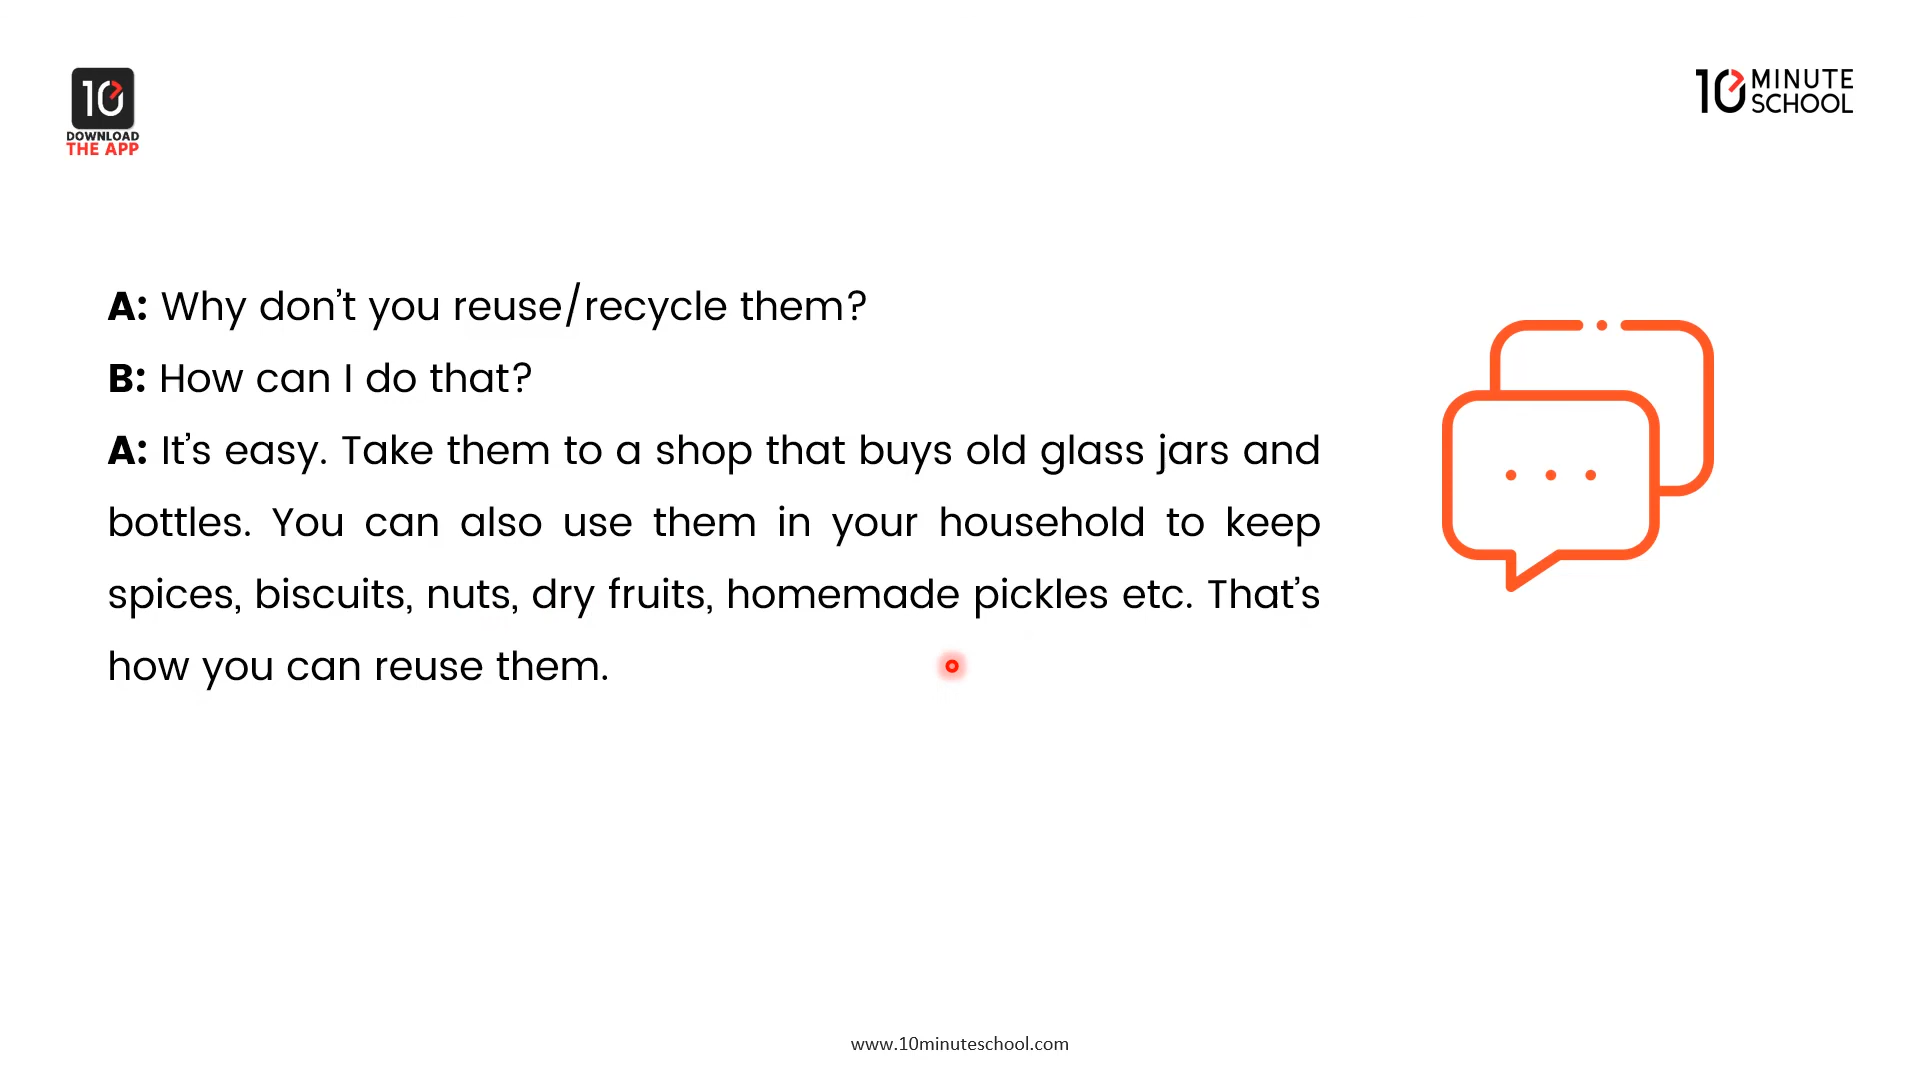 10
DOWNLOAD
THE APP
10 MINUTE
SCHOOL
A: Why don't you reuse/recycle them?
B: How can I do that?
A: It's easy. Take them to a shop that buys old glass jars and
bottles. You can also use them in your household to keep
spices, biscuits, nuts, dry fruits, homemade pickles etc. That's
how you can reuse them.
www.10minuteschool.com